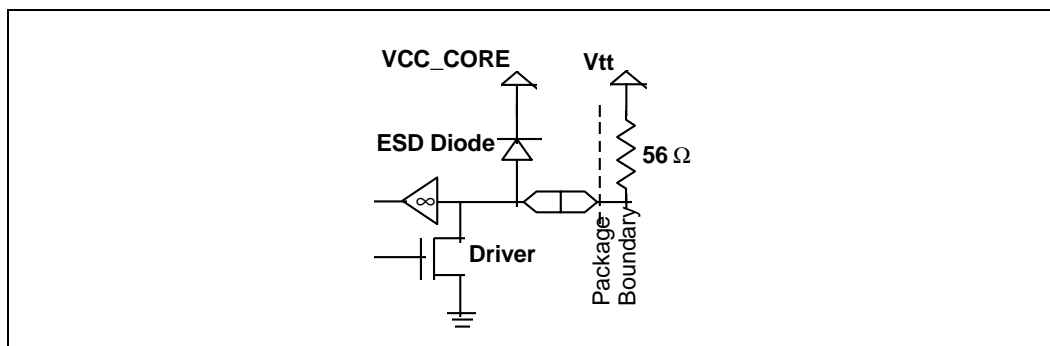 VCC_CORE
Vtt
ESD Diode
56 Ω
∞
Driver
Package
Boundary